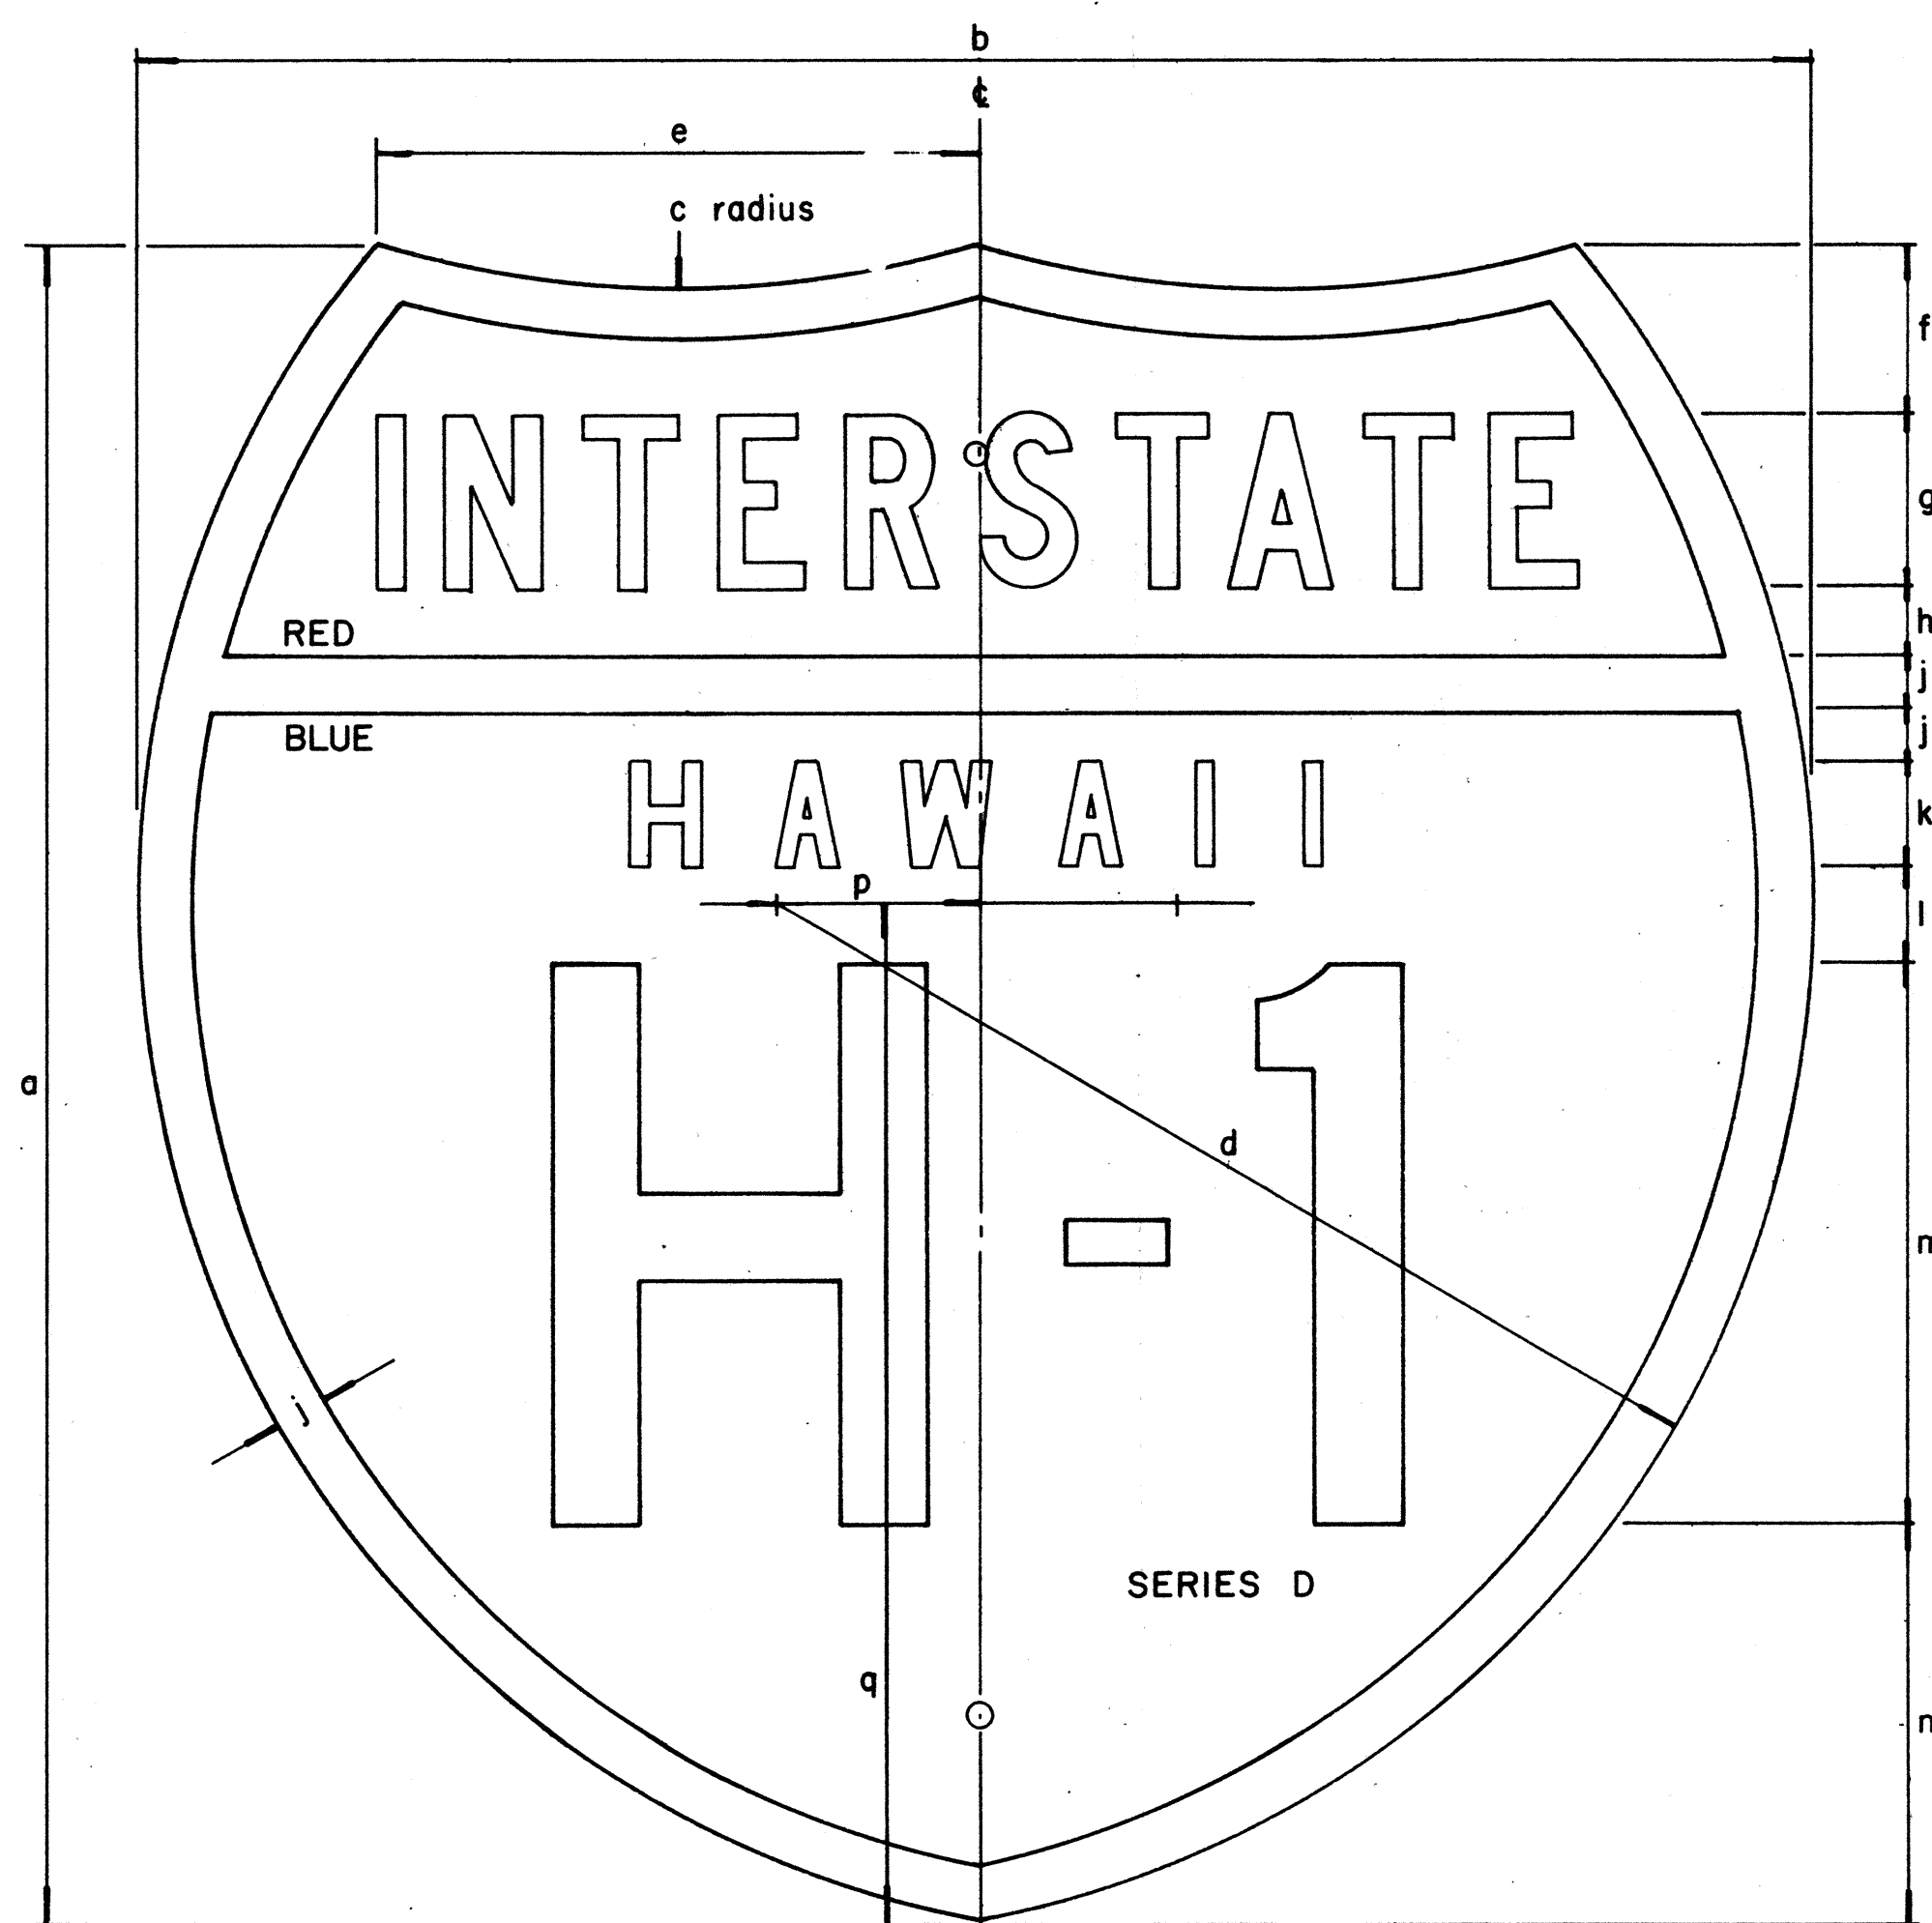 b
℄
e
c radius
f
INTERSTATE
g
RED
h
j
BLUE
j
HAWAII
k
p
l
a
H-1
d
m
j
SERIES D
q
n